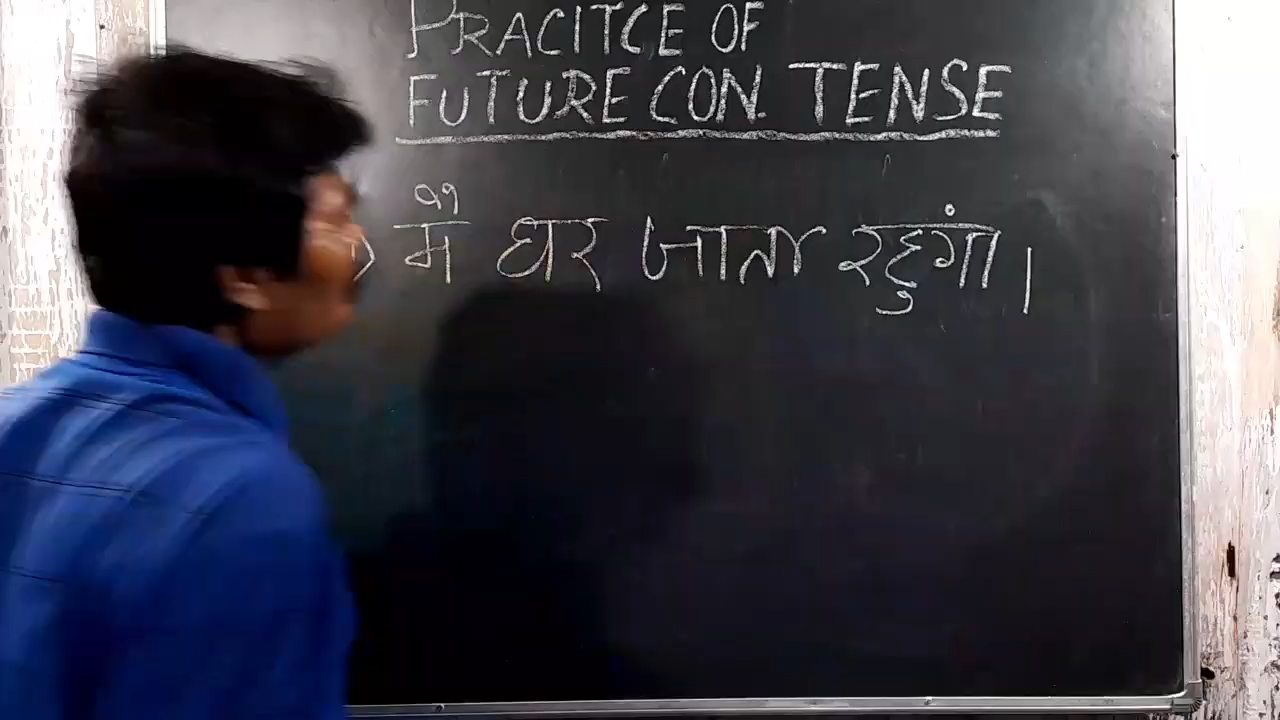 PRACITCE OF
FUTURE CON. TENSE
मैं घर जाता रहुगां।